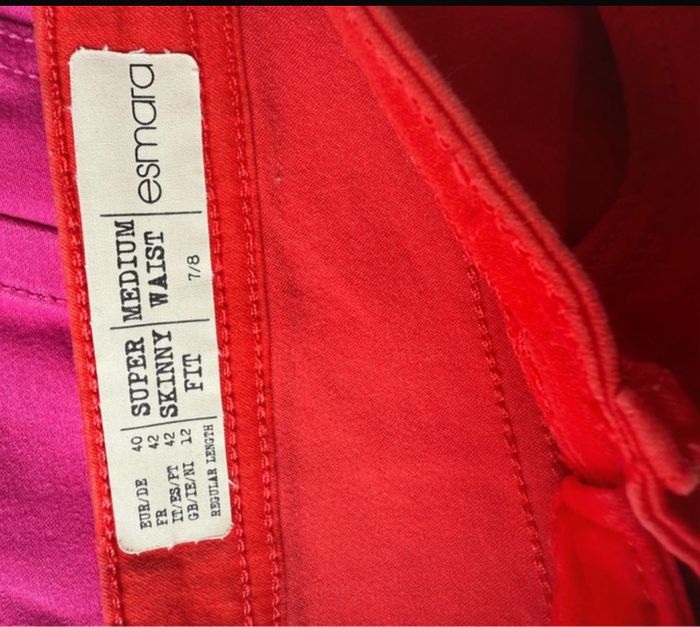 EUR/DE 40
FR 42
IT/ES/PT 42
GB/IE/NI 12
REGULAR LENGTH
SUPER
SKINNY
FIT
MEDIUM
WAIST
7/8
esmara